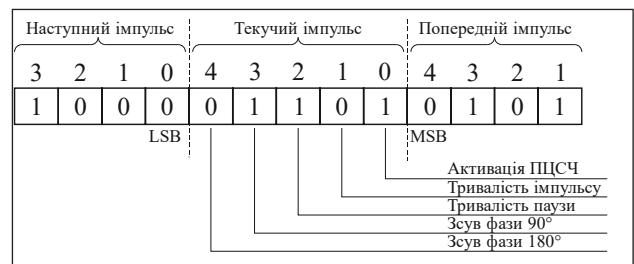 Наступний імпульс Текучий імпульс Попередній імпульс
3 2 1 0 4 3 2 1 0 4 3 2 1
1 0 0 0 0 1 1 0 1 0 1 0 1
LSB MSB
Активація ПЦСЧ
Тривалість імпульсу
Тривалість паузи
Зсув фази 90°
Зсув фази 180°